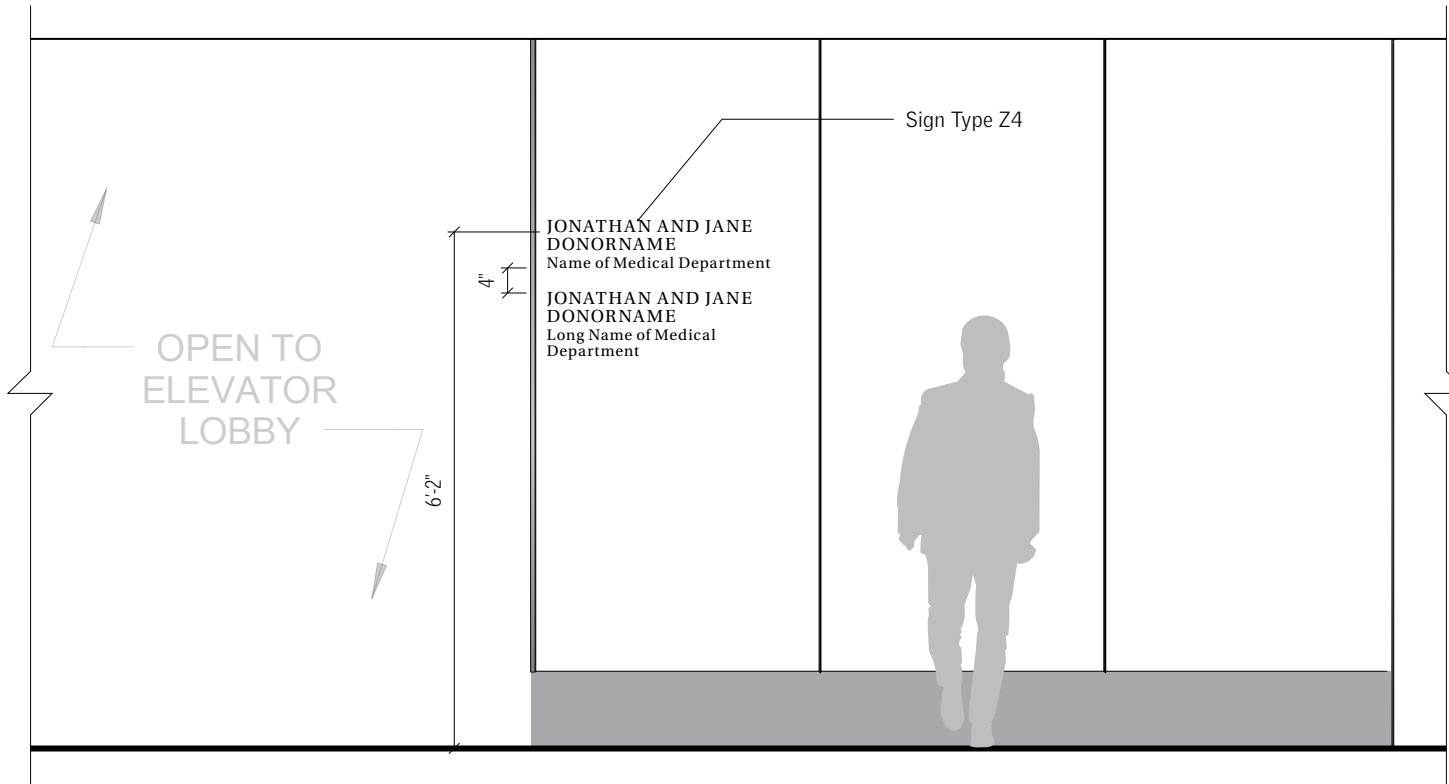 Sign Type Z4
JONATHAN AND JANE
DONORNAME
Name of Medical Department
4"
JONATHAN AND JANE
DONORNAME
Long Name of Medical
Department
OPEN TO
ELEVATOR
LOBBY
6'-2"